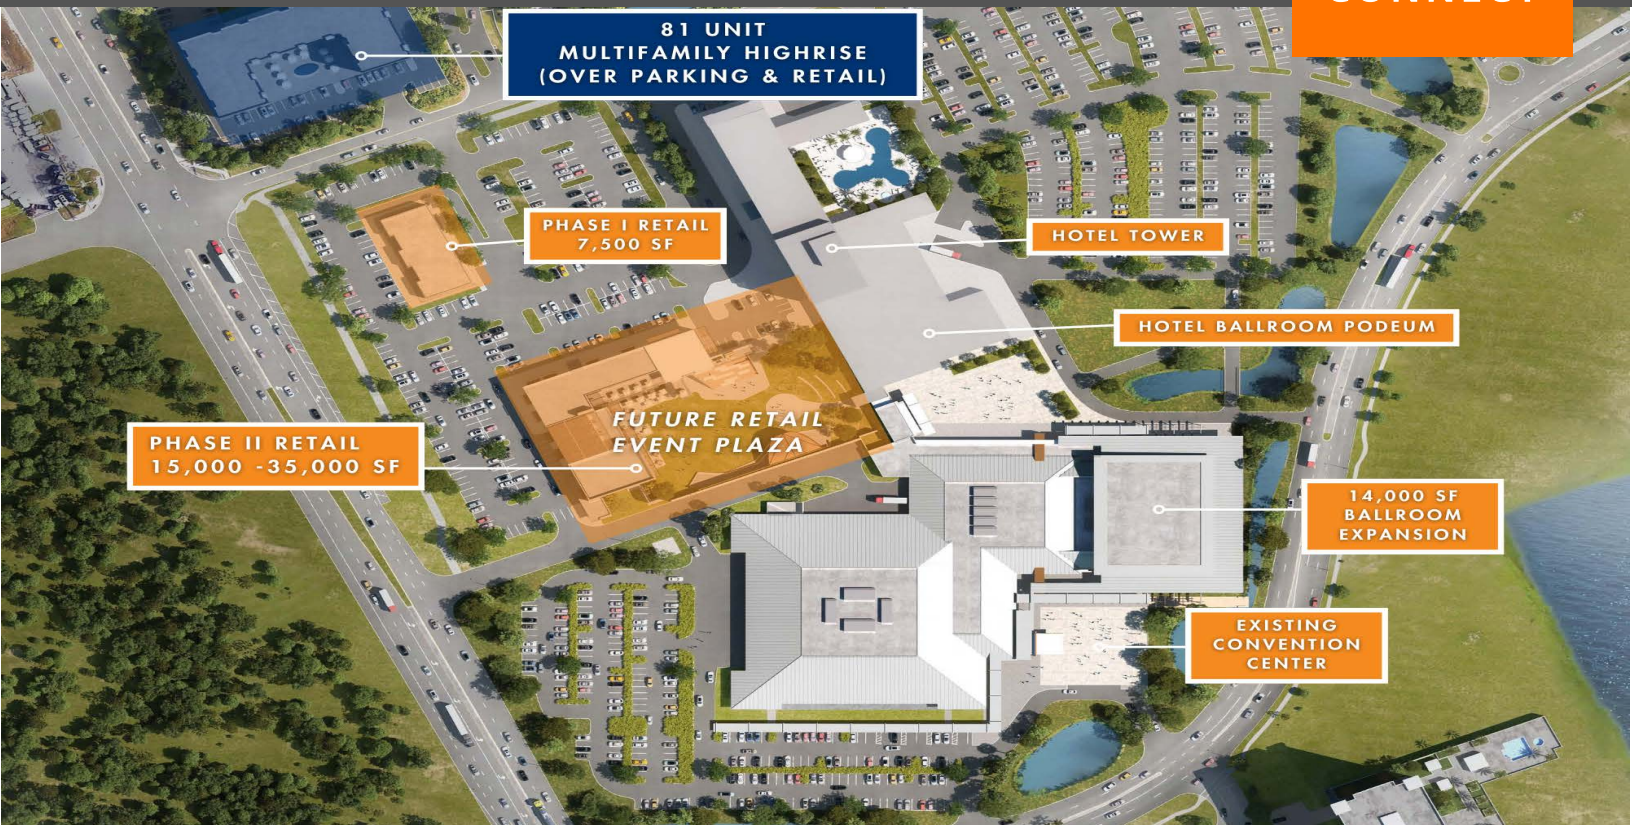 81 UNIT
MULTIFAMILY HIGHRISE
(OVER PARKING & RETAIL)
PHASE I RETAIL
7,500 SF
HOTEL TOWER
HOTEL BALLROOM PODEUM
FUTURE RETAIL
EVENT PLAZA
PHASE II RETAIL
15,000 -35,000 SF
14,000 SF
BALLROOM
EXPANSION
EXISTING
CONVENTION
CENTER